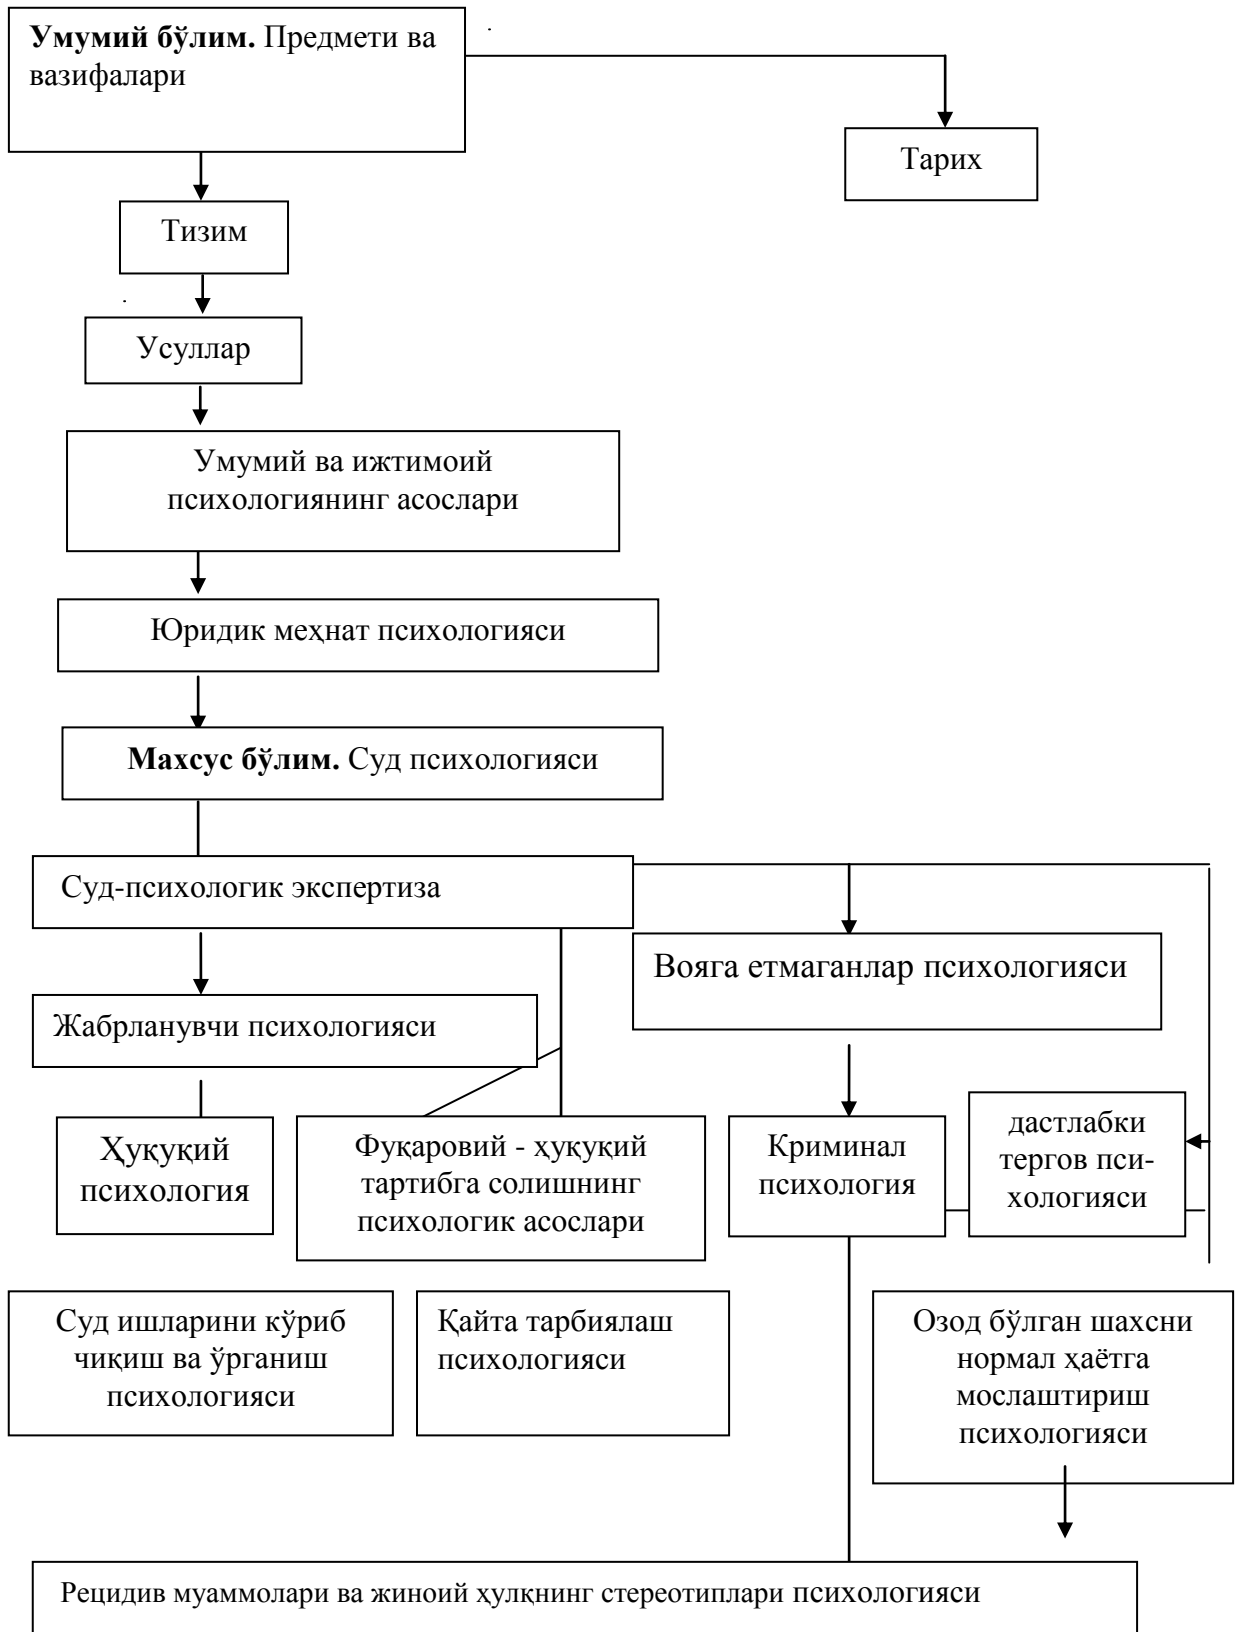 Умумий бўлим. Предмети ва
вазифалари
Тарих
Тизим
Усуллар
Умумий ва ижтимоий
психологиянинг асослари
Юридик меҳнат психологияси
Махсус бўлим. Суд психологияси
Суд-психологик экспертиза
Вояга етмаганлар психологияси
Жабрланувчи психологияси
Ҳуқуқий
психология
Фуқаровий - ҳуқуқий
тартибга солишнинг
психологик асослари
Криминал
психология
дастлабки
тергов пси-
хологияси
Суд ишларини кўриб
чиқиш ва ўрганиш
психологияси
Қайта тарбиялаш
психологияси
Озод бўлган шахсни
нормал ҳаётга
мослаштириш
психологияси
Рецидив муаммолари ва жиноий ҳулқнинг стереотиплари психологияси